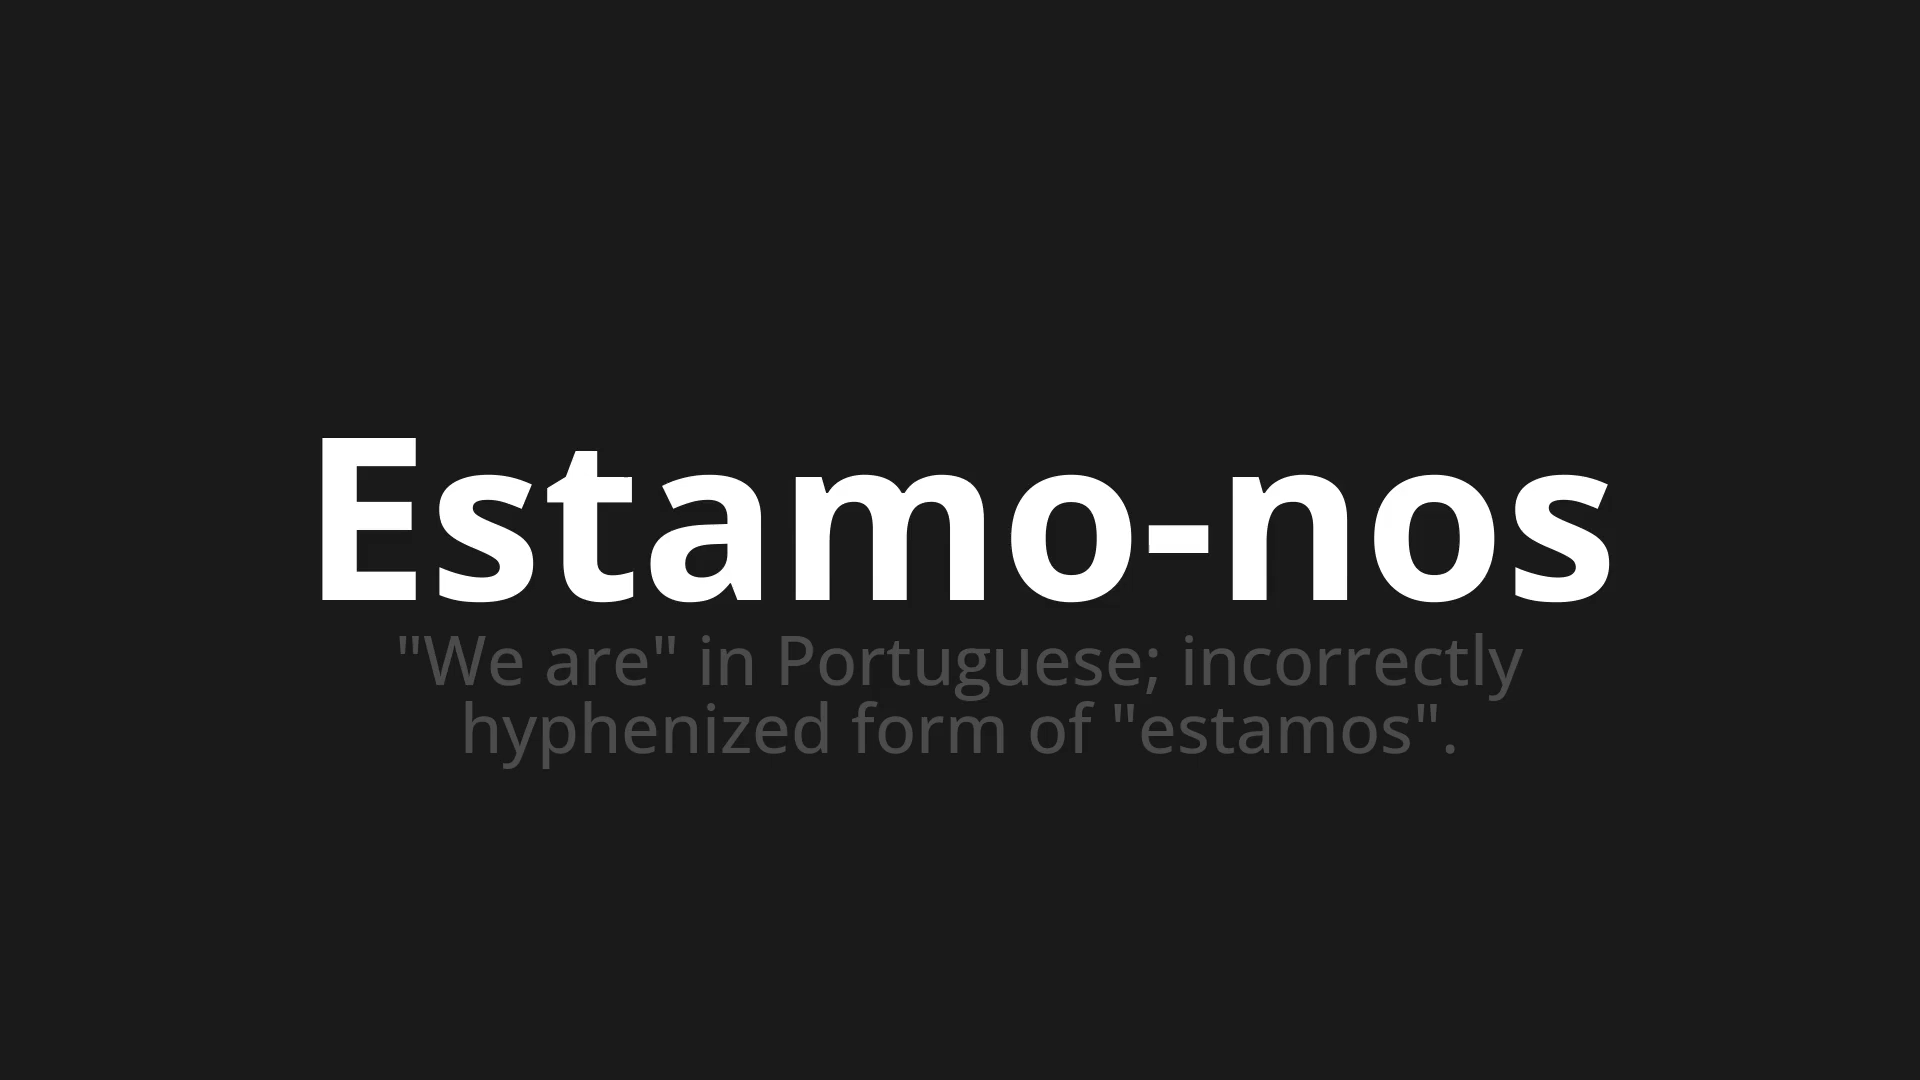 Estamo-nos
"We are" in Portuguese; incorrectly
hyphenized form of "estamos".